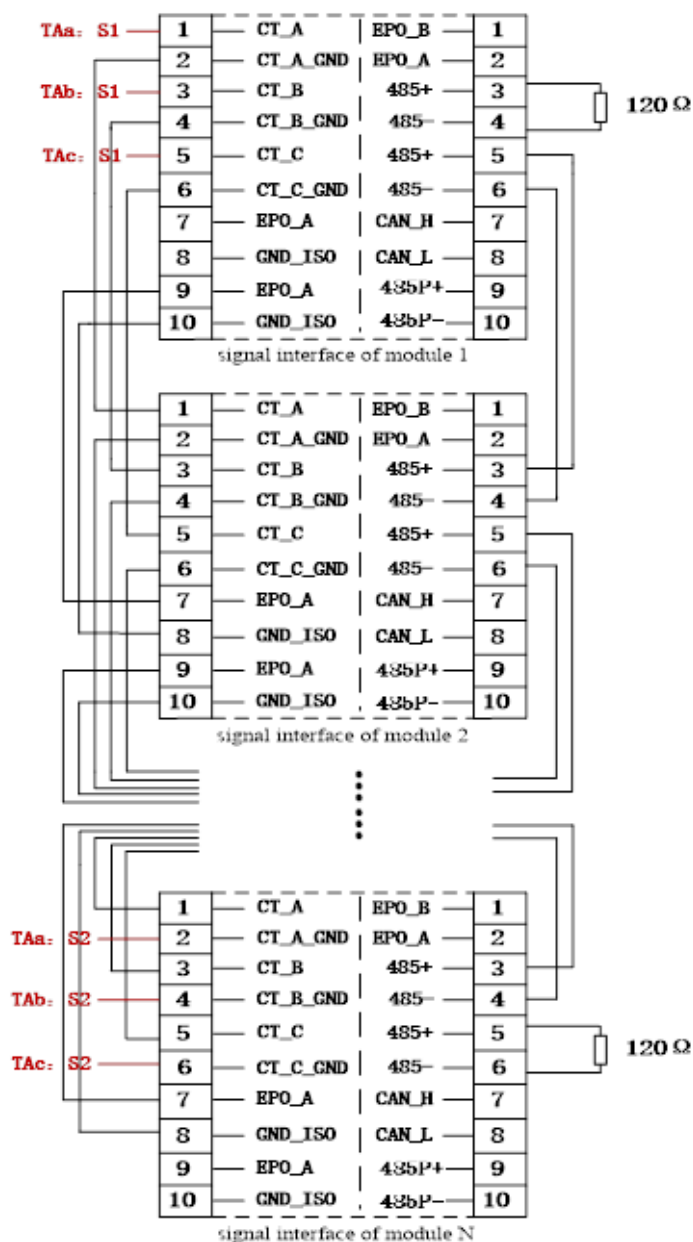 TAa: S1 1 CT_A EPO_B 1
2 CT_A_GND EPO_A 2
TAb: S1 3 CT_B 485+ 3
120Ω
4 CT_B_GND 485- 4
TAc: S1 5 CT_C 485+ 5
6 CT_C_GND 485- 6
7 EPO_A CAN_H 7
8 GND_ISO CAN_L 8
9 EPO_A 485P+ 9
10 GND_ISO 485P- 10
signal interface of module 1
1 CT_A EPO_B 1
2 CT_A_GND EPO_A 2
3 CT_B 485+ 3
4 CT_B_GND 485- 4
5 CT_C 485+ 5
6 CT_C_GND 485- 6
7 EPO_A CAN_H 7
8 GND_ISO CAN_L 8
9 EPO_A 485P+ 9
10 GND_ISO 485P- 10
signal interface of module 2
1 CT_A EPO_B 1
TAa: S2 2 CT_A_GND EPO_A 2
3 CT_B 485+ 3
TAb: S2 4 CT_B_GND 485- 4
5 CT_C 485+ 5
120Ω
TAc: S2 6 CT_C_GND 485- 6
7 EPO_A CAN_H 7
8 GND_ISO CAN_L 8
9 EPO_A 485P+ 9
10 GND_ISO 485P- 10
signal interface of module N